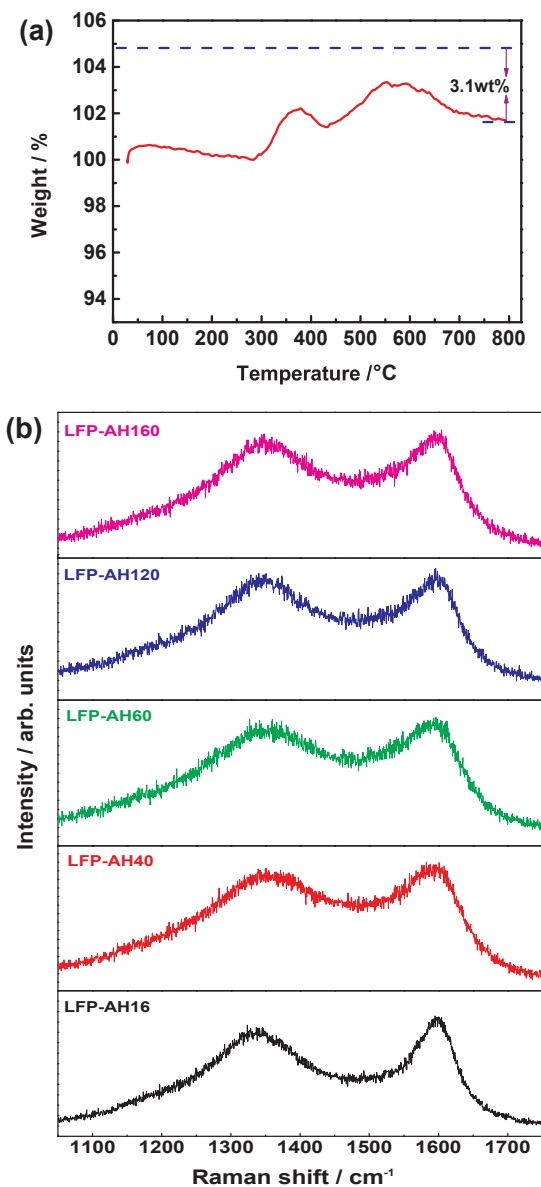 (a)
106
104
102
100
98
96
94
3.1wt%
Weight / %
0 100 200 300 400 500 600 700 800
Temperature /°C
(b)
LFP-AH160
LFP-AH120
LFP-AH60
LFP-AH40
LFP-AH16
Intensity / arb. units
1100 1200 1300 1400 1500 1600 1700
Raman shift / cm-1